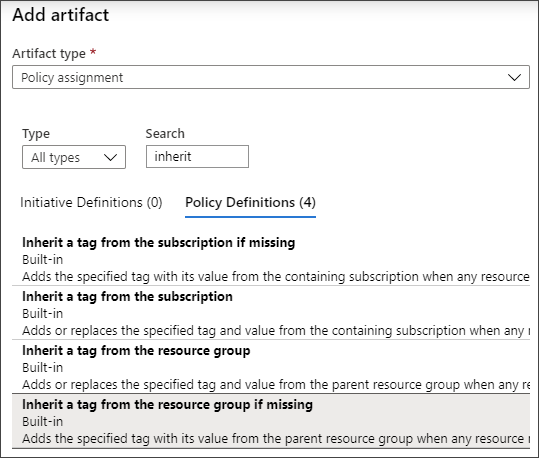 Add artifact
Artifact type *
Policy assignment
Type Search
All types inherit
Initiative Definitions (0) Policy Definitions (4)
Inherit a tag from the subscription if missing
Built-in
Adds the specified tag with its value from the containing subscription when any resource
Inherit a tag from the subscription
Built-in
Adds or replaces the specified tag and value from the containing subscription when any
Inherit a tag from the resource group
Built-in
Adds or replaces the specified tag and value from the parent resource group when any
Inherit a tag from the resource group if missing
Built-in
Adds the specified tag with its value from the parent resource group when any resource